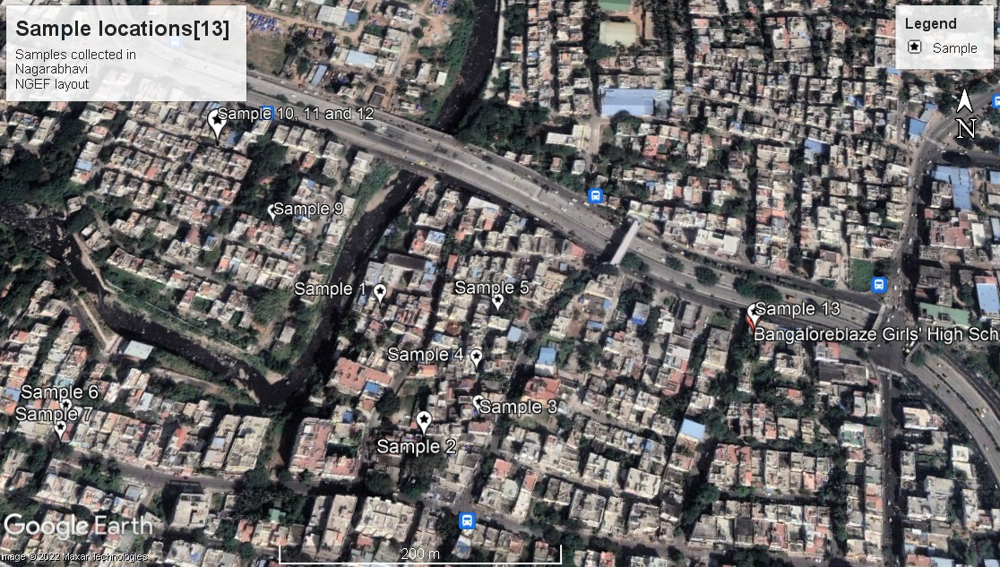 Sample locations[13]
Samples collected in
Nagarabhavi
NGEF layout
Legend
Sample
N
Sample 10, 11 and 12
Sample 9
Sample 1
Sample 5
Sample 13
Bangaloreblaze Girls' High Sch
Sample 4
Sample 6
Sample 7
Sample 3
Sample 2
Google Earth
200 m
Image © 2022 Maxar Technologies